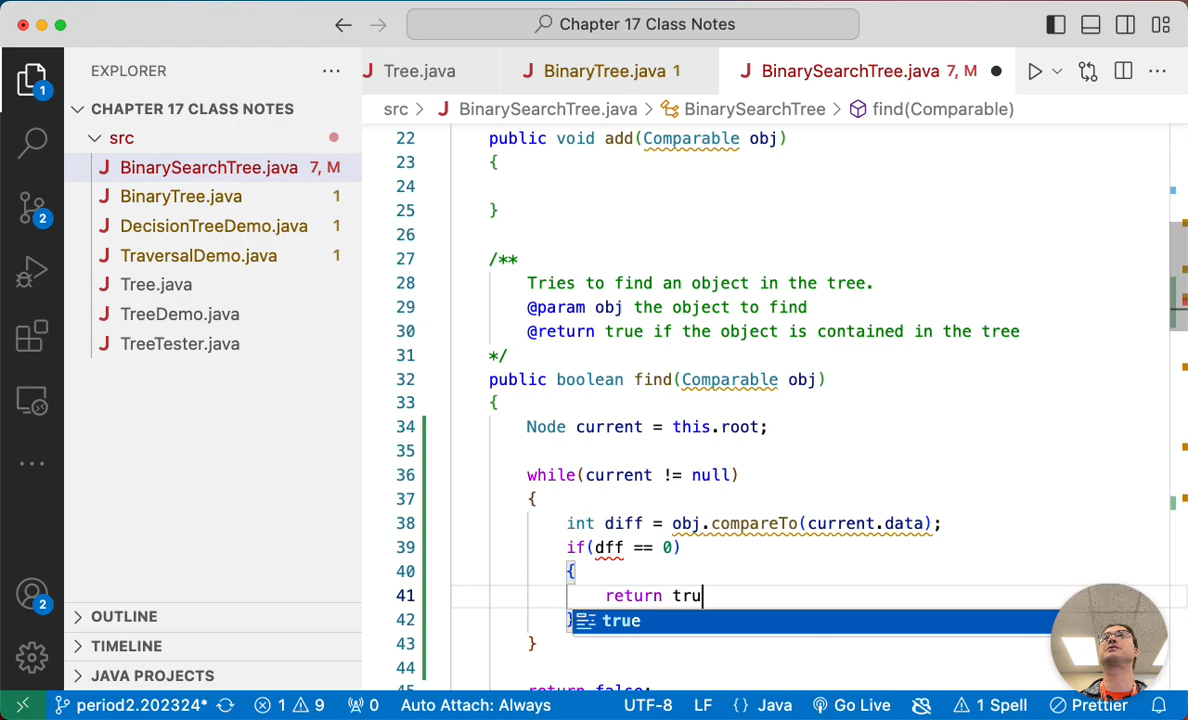 Chapter 17 Class Notes
EXPLORER
Tree.java
BinaryTree.java 1
BinarySearchTree.java 7, M
CHAPTER 17 CLASS NOTES
src > BinarySearchTree.java > BinarySearchTree > find(Comparable)
src
BinarySearchTree.java 7, M
BinaryTree.java 1
DecisionTreeDemo.java 1
TraversalDemo.java 1
Tree.java
TreeDemo.java
TreeTester.java
1
2
2
OUTLINE
TIMELINE
JAVA PROJECTS
22 public void add(Comparable obj)
23 {
24
25 }
26
27 /**
28 Tries to find an object in the tree.
29 @param obj the object to find
30 @return true if the object is contained in the tree
31 */
32 public boolean find(Comparable obj)
33 {
34 Node current = this.root;
35
36 while(current != null)
37 {
38 int diff = obj.compareTo(current.data);
39 if(dff == 0)
40 {
41 return tru
true
42 }
43 }
44
45 return false;
period2.202324* 1 9 0 Auto Attach: Always UTF-8 LF {} Java Go Live 1 Spell Prettier